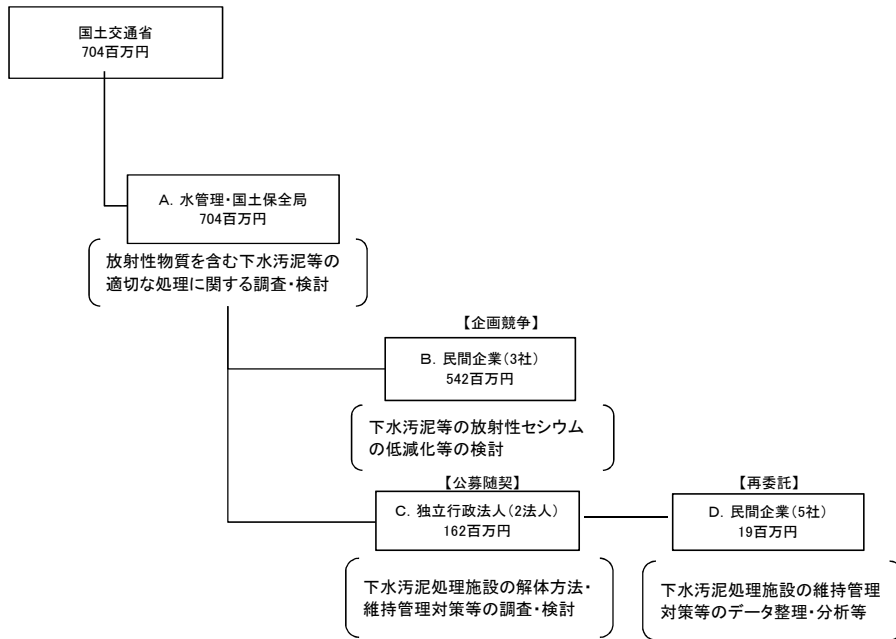 国土交通省
704百万円
A. 水管理・国土保全局
704百万円
放射性物質を含む下水汚泥等の
適切な処理に関する調査・検討
【企画競争】
B. 民間企業(3社)
542百万円
下水汚泥等の放射性セシウム
の低減化等の検討
【公募随契】
C. 独立行政法人(2法人)
162百万円
下水汚泥処理施設の解体方法・
維持管理対策等の調査・検討
【再委託】
D. 民間企業(5社)
19百万円
下水汚泥処理施設の維持管理
対策等のデータ整理・分析等